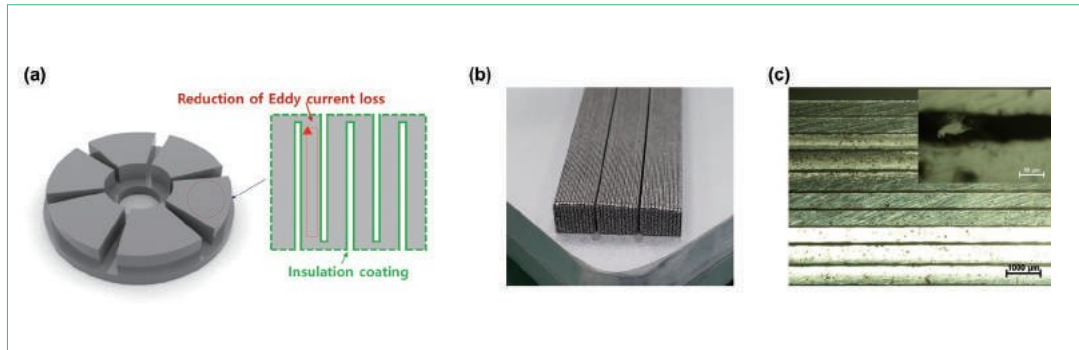 (a)
Reduction of Eddy current loss
Insulation coating
(b)
(c)
1000 µm